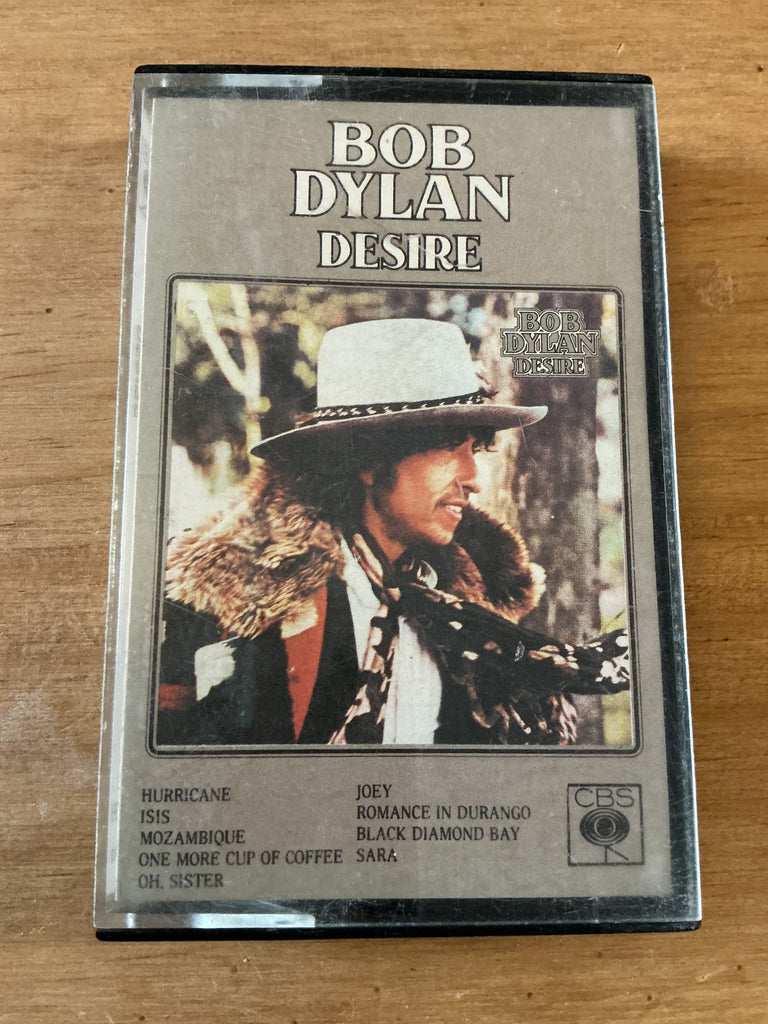 BOB
DYLAN
DESIRE
BOB
DYLAN
DESIRE
HURRICANE
ISIS
MOZAMBIQUE
ONE MORE CUP OF COFFEE
OH, SISTER
JOEY
ROMANCE IN DURANGO
BLACK DIAMOND BAY
SARA
CBS